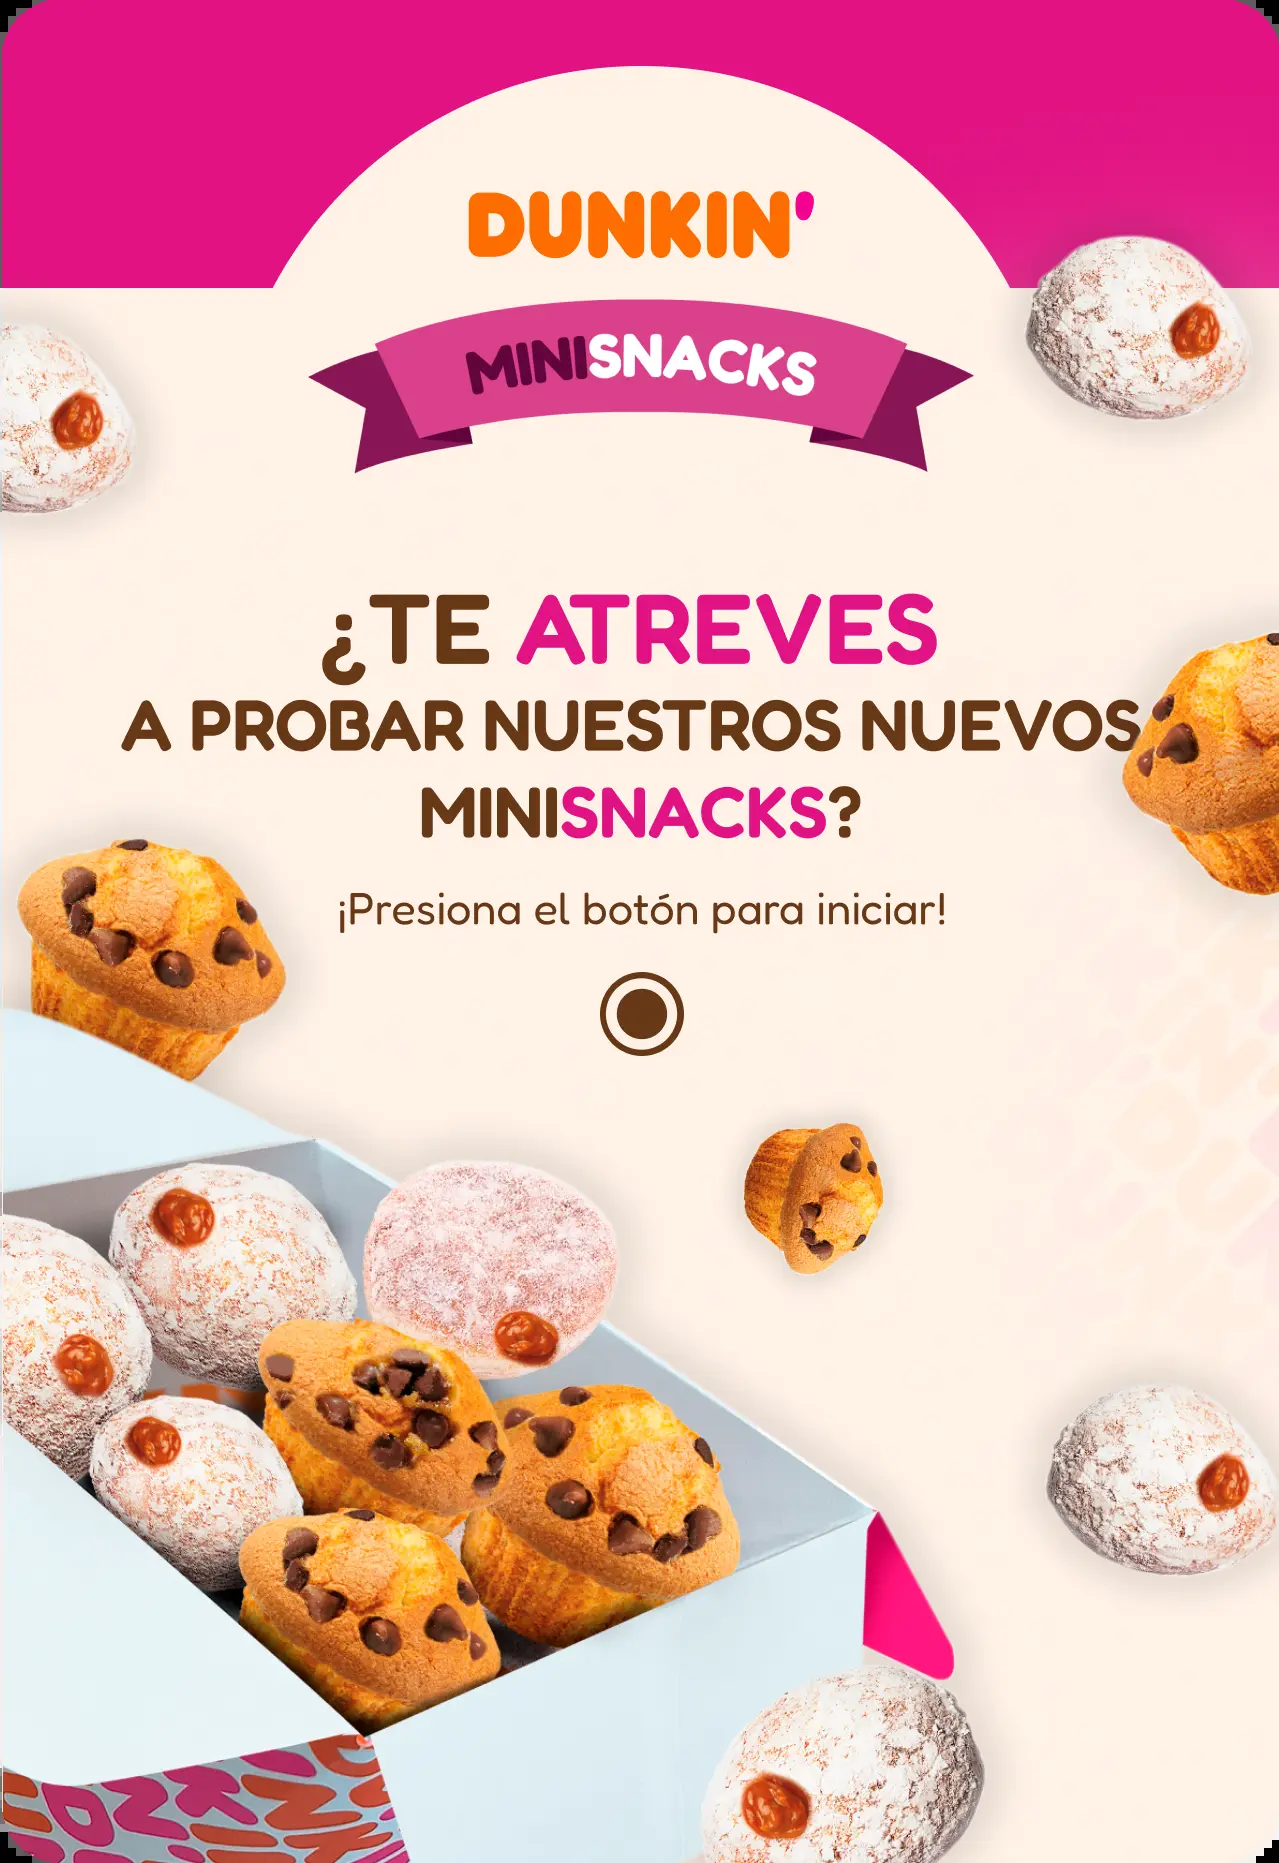 DUNKIN'
MINISNACKS
¿TE ATREVES
A PROBAR NUESTROS NUEVOS
MINISNACKS?
¡Presiona el botón para iniciar!